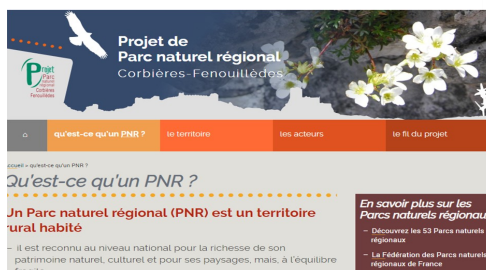 Projet de
Parc naturel régional
Corbières-Fenouillèdes
Projet
Parc
naturel
régional
Corbières
Fenouillèdes
qu'est-ce qu'un PNR ?
le territoire
les acteurs
le fil du projet
accueil » qu'est-ce qu'un PNR ?
Qu'est-ce qu'un PNR ?
Un Parc naturel régional (PNR) est un territoire
rural habité
– il est reconnu au niveau national pour la richesse de son
patrimoine naturel, culturel et pour ses paysages, mais, à l'équilibre
En savoir plus sur les
Parcs naturels régionaux
– Découvrez les 53 Parcs naturels
régionaux
– La Fédération des Parcs naturels
régionaux de France